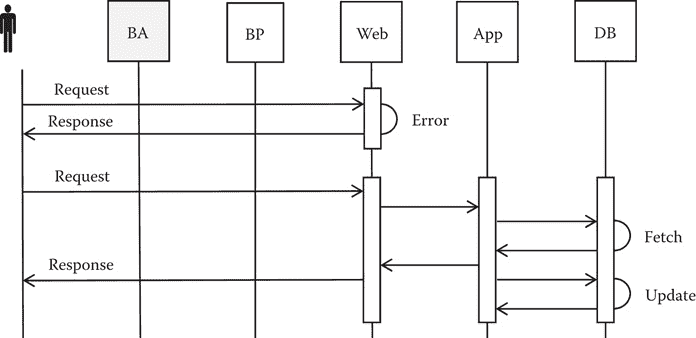 BA
BP
Web
App
DB
Request
Response
Error
Request
Fetch
Response
Update